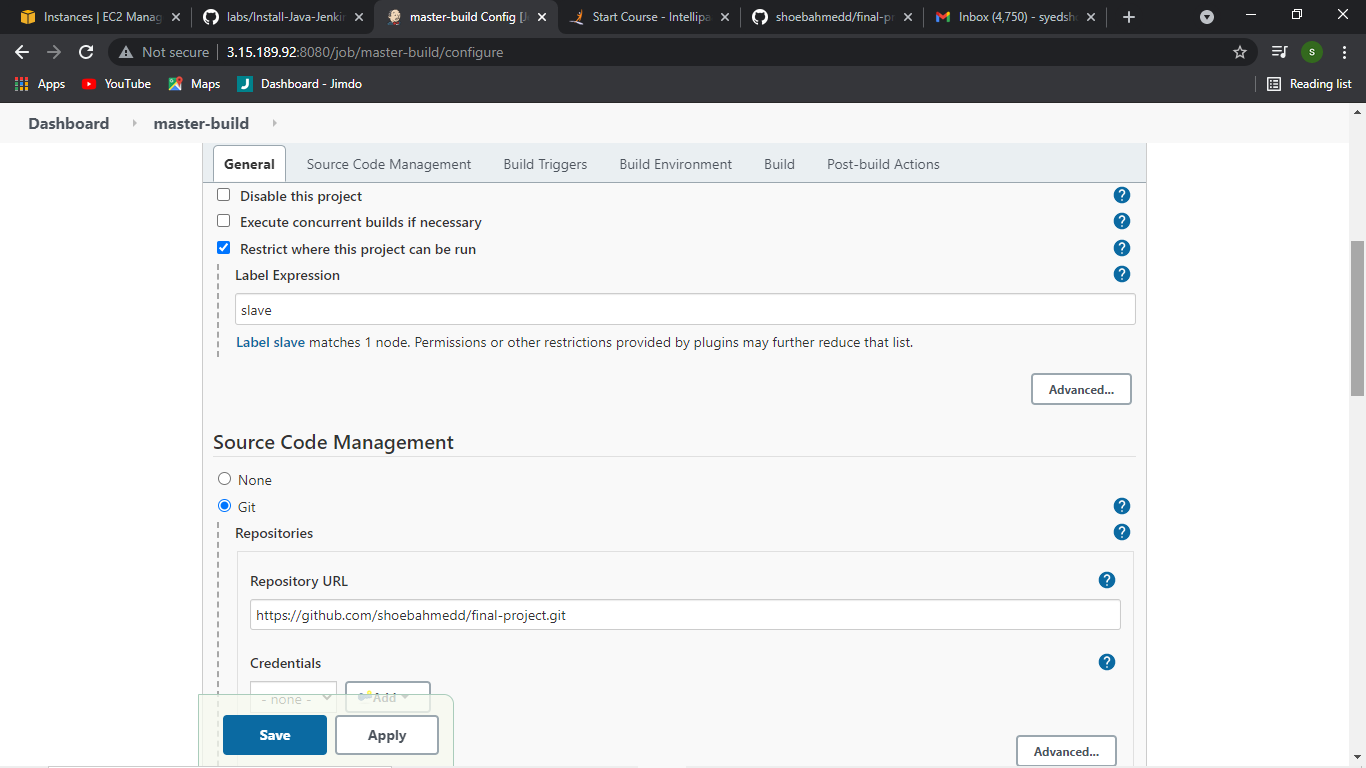 Instances | EC2 Manag
labs/Install-Java-Jenki
master-build Config [J
Start Course - Intellipa
shoebahmedd/final-pr
Inbox (4,750) - syedsh
Not secure 3.15.189.92:8080/job/master-build/configure
s
Apps YouTube Maps Dashboard - Jimdo Reading list
Dashboard master-build
General Source Code Management Build Triggers Build Environment Build Post-build Actions
Disable this project ?
Execute concurrent builds if necessary ?
Restrict where this project can be run ?
Label Expression ?
slave
Label slave matches 1 node. Permissions or other restrictions provided by plugins may further reduce that list.
Advanced...
Source Code Management
None
Git ?
Repositories ?
Repository URL ?
https://github.com/shoebahmedd/final-project.git
Credentials ?
- none - Add
Save Apply
Advanced...